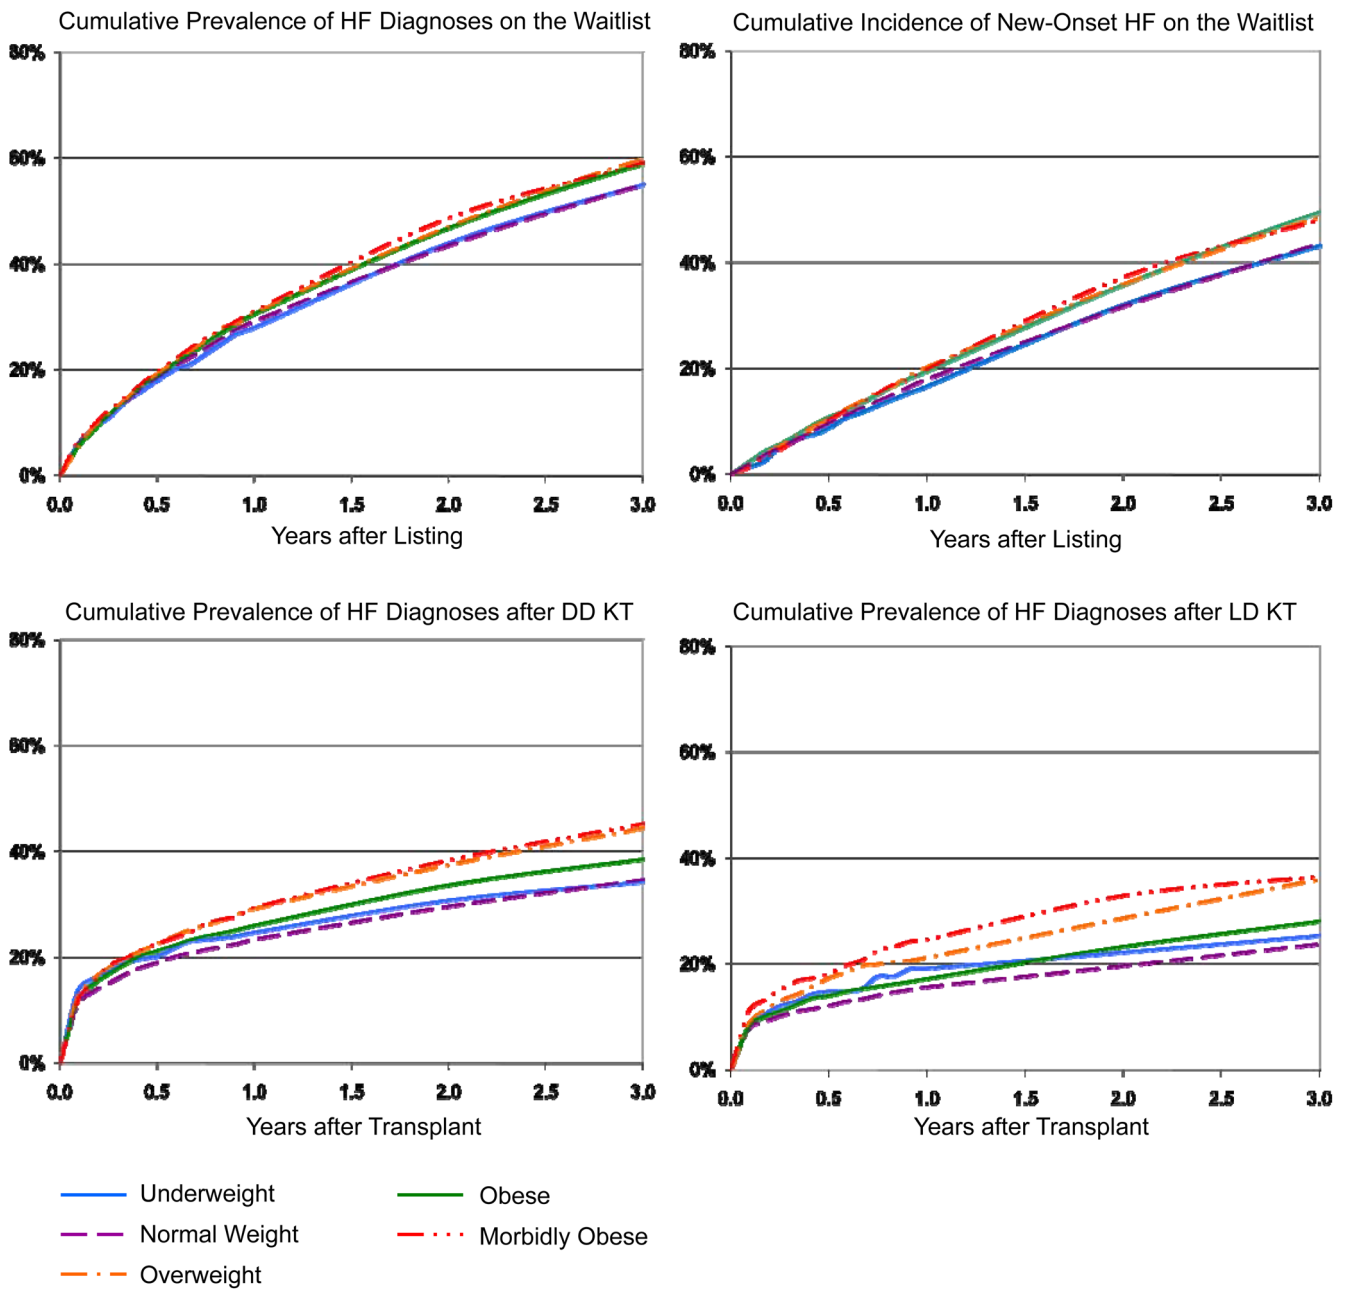 Cumulative Prevalence of HF Diagnoses on the Waitlist
80%
60%
40%
20%
0%
0.0 0.5 1.0 1.5 2.0 2.5 3.0
Years after Listing
Cumulative Incidence of New-Onset HF on the Waitlist
80%
60%
40%
20%
0%
0.0 0.5 1.0 1.5 2.0 2.5 3.0
Years after Listing
Cumulative Prevalence of HF Diagnoses after DD KT
80%
60%
40%
20%
0%
0.0 0.5 1.0 1.5 2.0 2.5 3.0
Years after Transplant
Cumulative Prevalence of HF Diagnoses after LD KT
80%
60%
40%
20%
0%
0.0 0.5 1.0 1.5 2.0 2.5 3.0
Years after Transplant
Underweight
Normal Weight
Overweight
Obese
Morbidly Obese